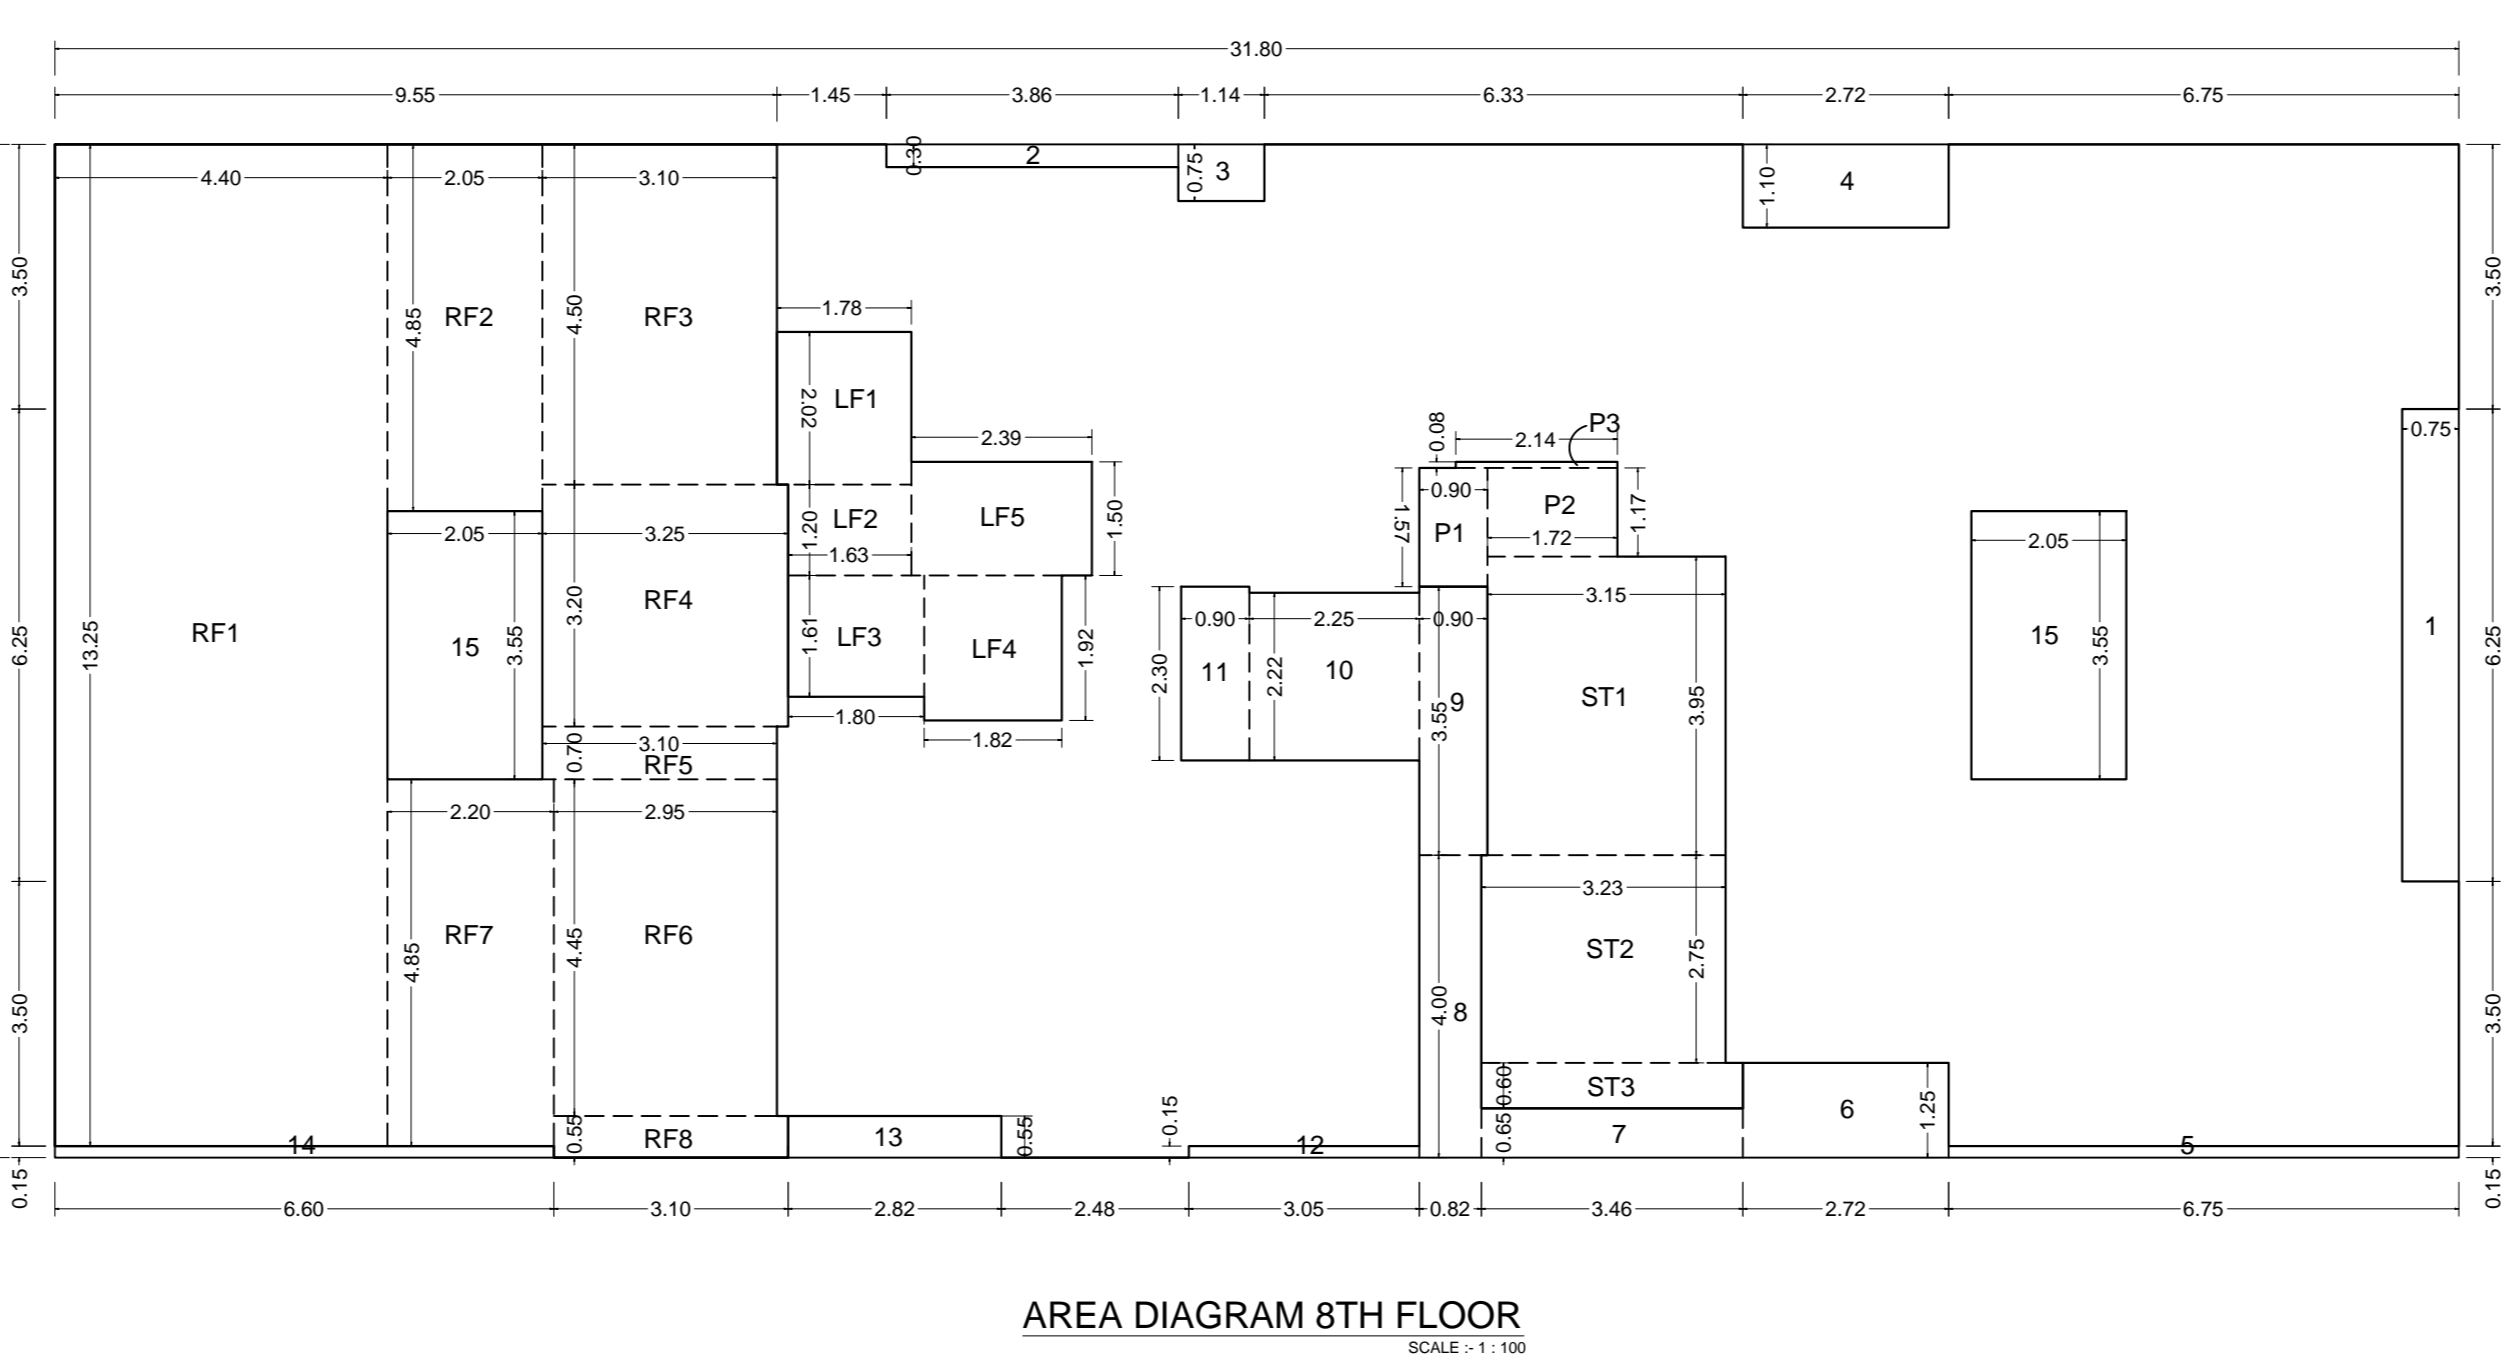 31.80
9.55 1.45 3.86 1.14 6.33 2.72 6.75
0.30 2 0.75 3 1.10 4
4.40 2.05 3.10
3.50 4.85 RF2 4.50 RF3 3.50
1.78
2.02 LF1
2.39 0.08 2.14 P3 0.75
0.90
1.20 LF2 LF5 1.50 1.57 P1 P2 1.17
2.05 3.25 1.63 1.72 2.05
3.15
6.25 RF1 13.25 15 3.55 3.20 RF4 1.61 LF3 LF4 1.92 0.90 2.25 0.90 15 3.55 1 6.25
2.30 11 2.22 10 3.55 9 ST1 3.95
1.80
1.82
0.70 3.10
RF5
2.20 2.95
3.23
RF7 4.45 RF6 ST2 2.75
4.85
3.50 4.00 8 3.50
0.60 ST3
0.15 1.25 6
14 0.55 RF8 13 0.55 12 0.65 7 5
0.15 0.15
6.60 3.10 2.82 2.48 3.05 0.82 3.46 2.72 6.75
AREA DIAGRAM 8TH FLOOR
SCALE :- 1 : 100